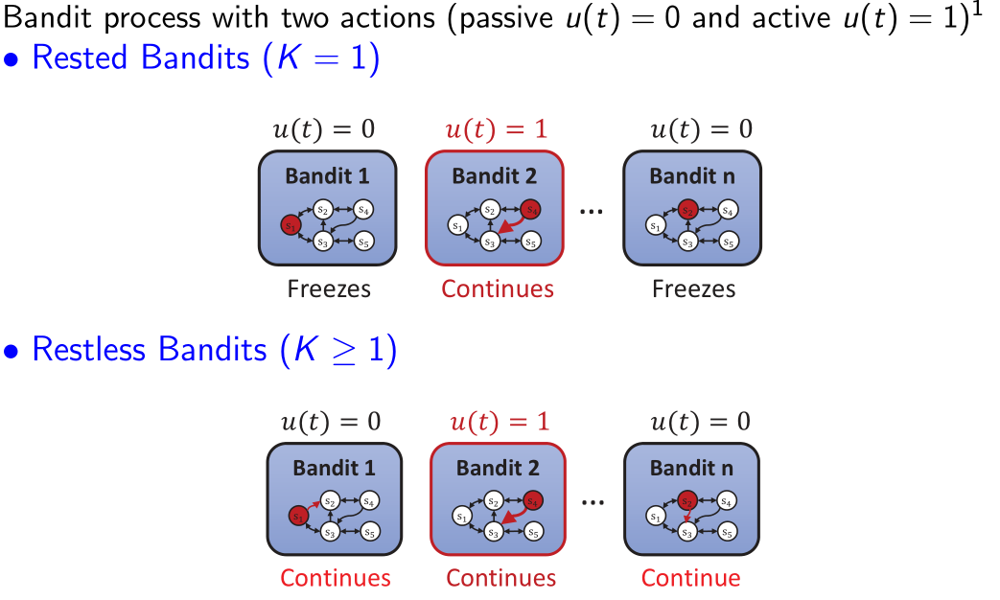 Bandit process with two actions (passive u(t) = 0 and active u(t) = 1)¹
• Rested Bandits (K = 1)
u(t) = 0 u(t) = 1 u(t) = 0
Bandit 1 Bandit 2 ... Bandit n
s₁ s₂ s₃ s₄ s₅ s₁ s₂ s₃ s₄ s₅ s₁ s₂ s₃ s₄ s₅
Freezes Continues Freezes
• Restless Bandits (K ≥ 1)
u(t) = 0 u(t) = 1 u(t) = 0
Bandit 1 Bandit 2 ... Bandit n
s₁ s₂ s₃ s₄ s₅ s₁ s₂ s₃ s₄ s₅ s₁ s₂ s₃ s₄ s₅
Continues Continues Continue